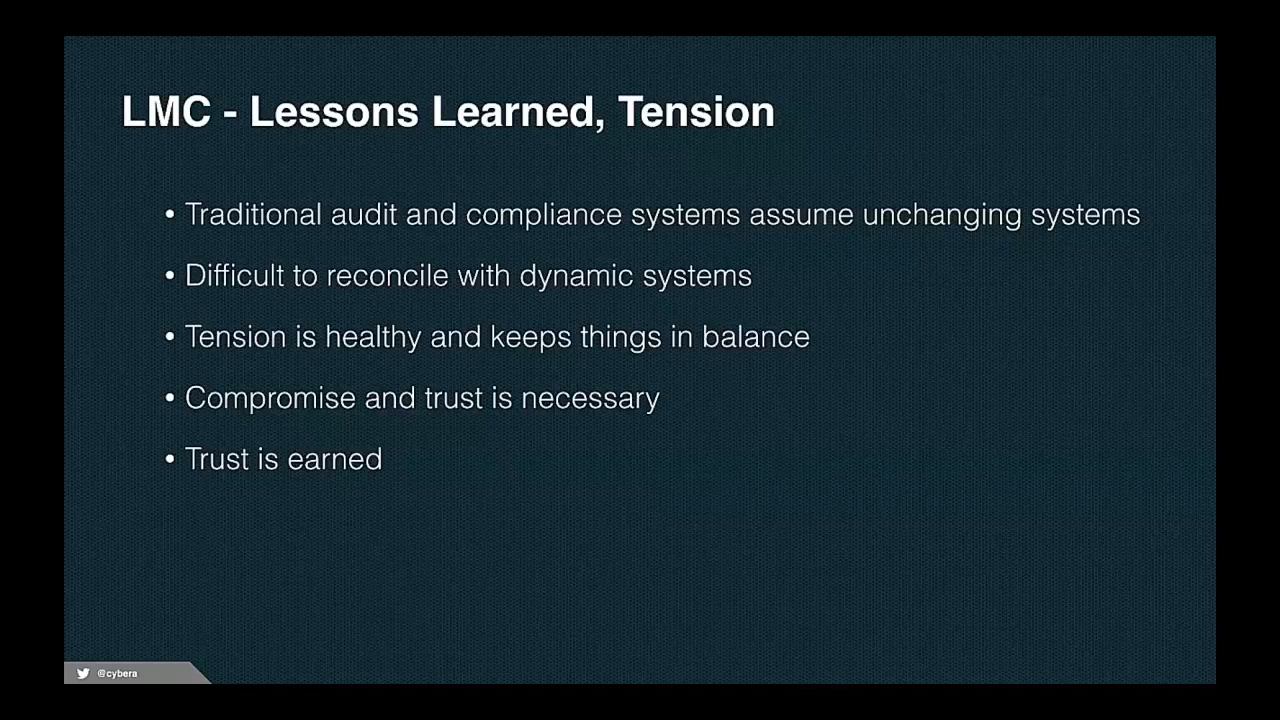 LMC - Lessons Learned, Tension
• Traditional audit and compliance systems assume unchanging systems
• Difficult to reconcile with dynamic systems
• Tension is healthy and keeps things in balance
• Compromise and trust is necessary
• Trust is earned
@cybera